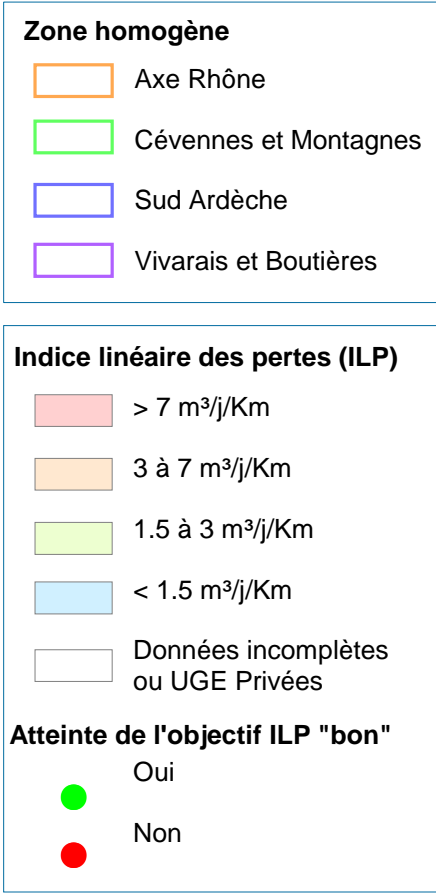 Zone homogène
Axe Rhône
Cévennes et Montagnes
Sud Ardèche
Vivarais et Boutières
Indice linéaire des pertes (ILP)
> 7 m³/j/Km
3 à 7 m³/j/Km
1.5 à 3 m³/j/Km
< 1.5 m³/j/Km
Données incomplètes
ou UGE Privées
Atteinte de l'objectif ILP "bon"
Oui
Non